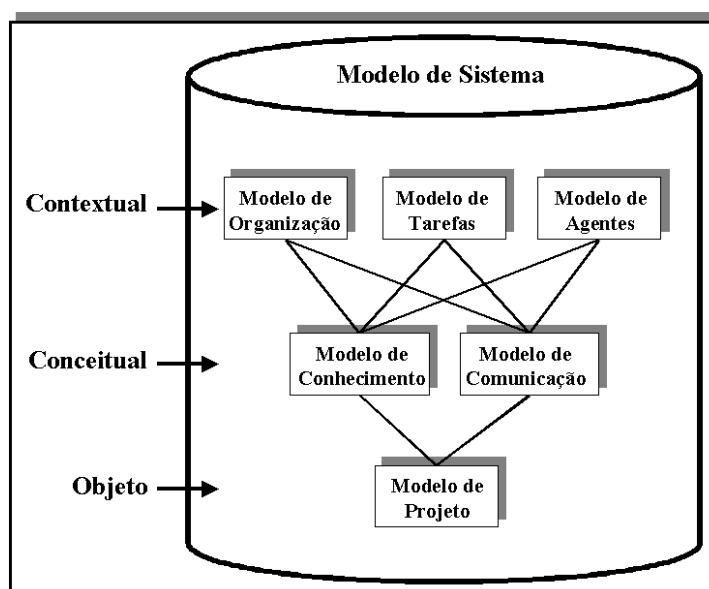 Modelo de Sistema
Contextual
Modelo de
Organização
Modelo de
Tarefas
Modelo de
Agentes
Conceitual
Modelo de
Conhecimento
Modelo de
Comunicação
Objeto
Modelo de
Projeto